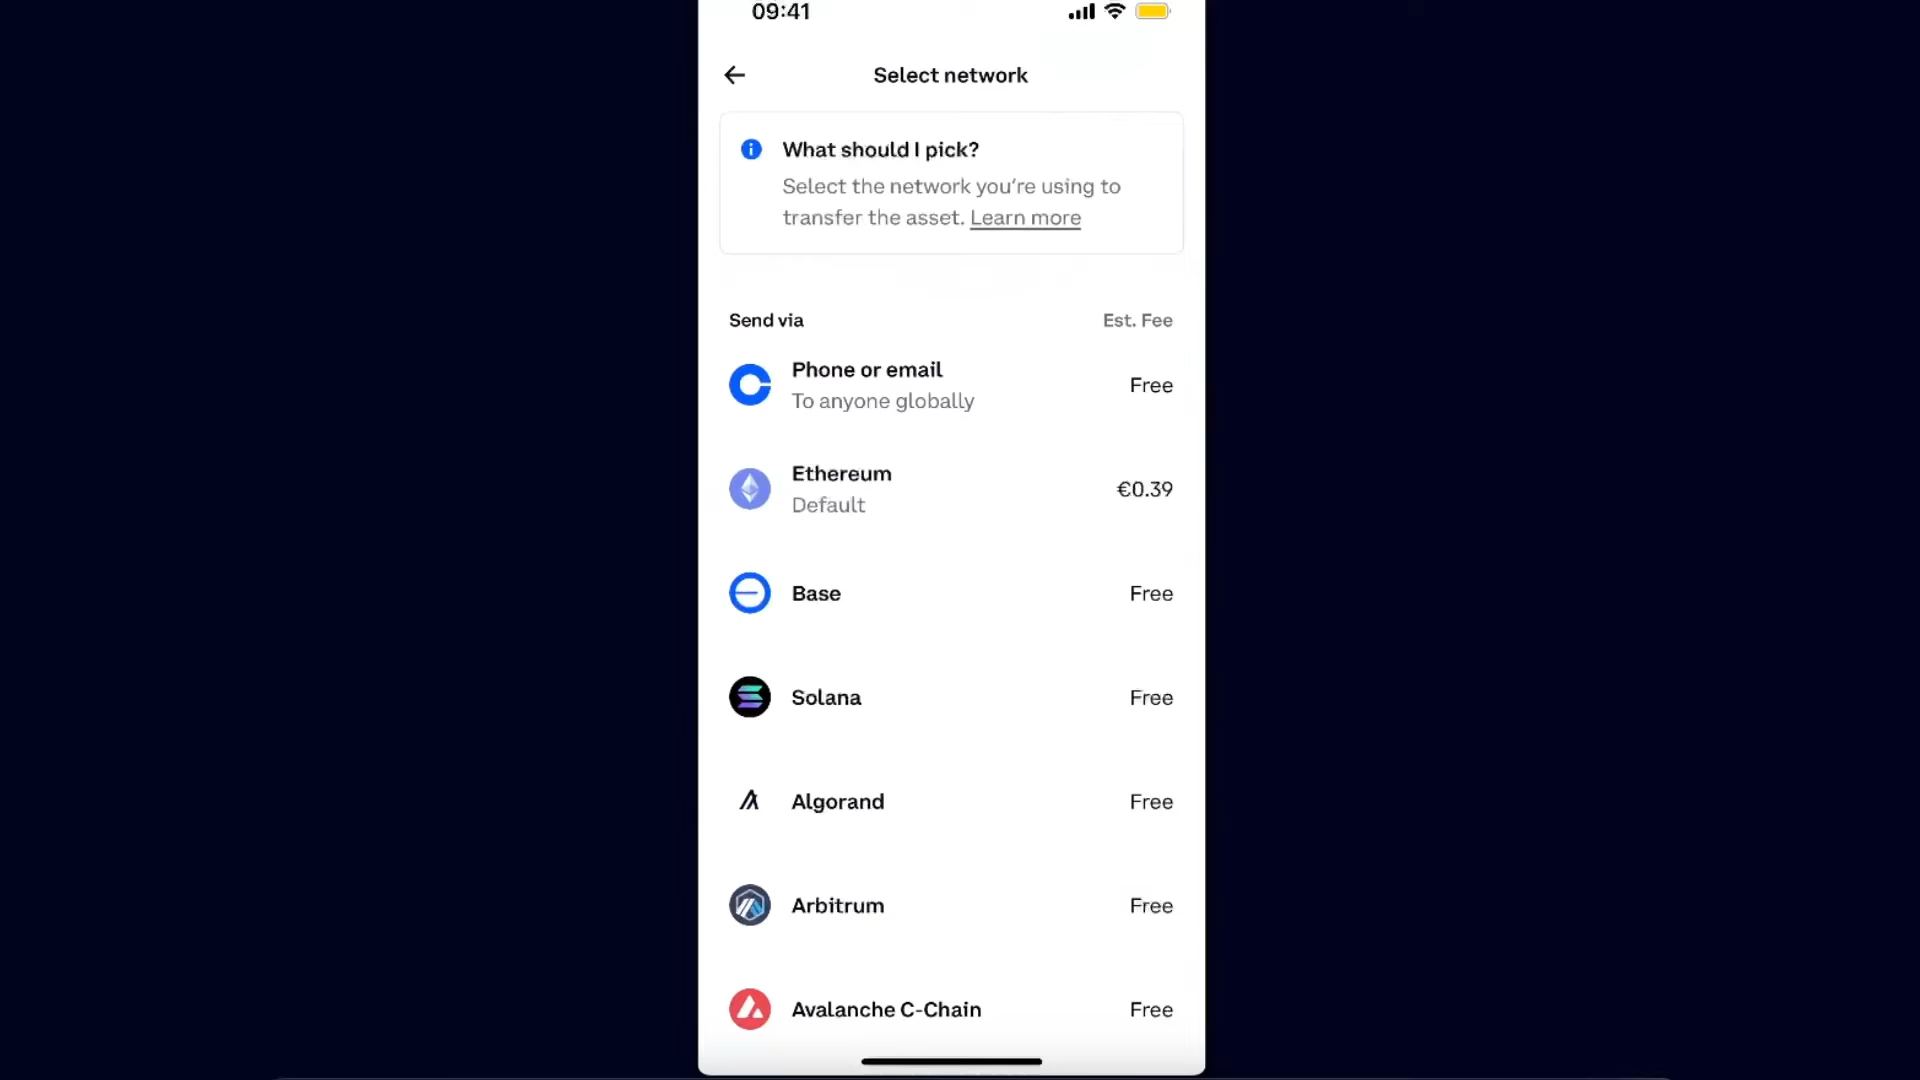 09:41
Select network
What should I pick?
Select the network you're using to
transfer the asset. Learn more
Send via Est. Fee
Phone or email
To anyone globally
Free
Ethereum
Default
€0.39
Base Free
Solana Free
Algorand Free
Arbitrum Free
Avalanche C-Chain Free